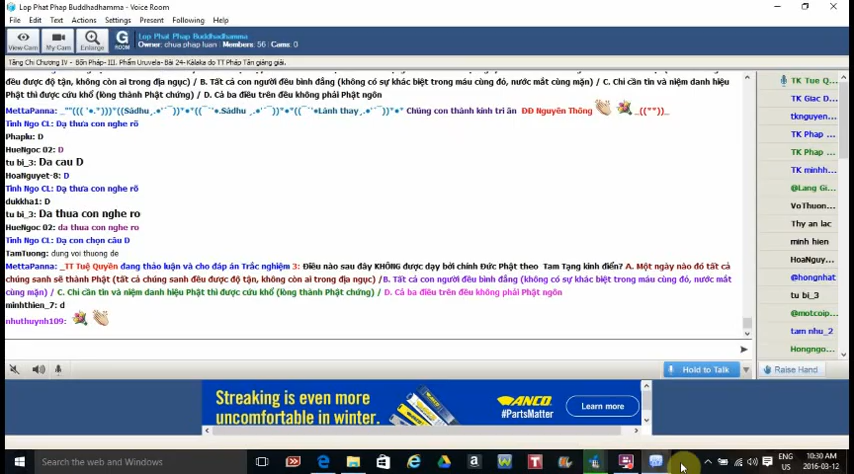 Lop Phat Phap Buddhadhamma - Voice Room
File Edit Text Actions Settings Present Following Help
View Cam My Cam Enlarge G ROOM
Lop Phat Phap Buddhadhamma
Owner: chua phap luan : Members: 56 : Cams: 0
Tăng Chi Chương IV - Bốn Pháp- III. Phẩm Uruvela- Bài 24- Kālaka do TT Pháp Tân giảng giải.
đều được độ tận, không còn ai trong địa ngục) / B. Tất cả con người đều bình đẳng (không có sự khác biệt trong máu cùng đỏ, nước mắt cùng mặn) / C. Chỉ cần tin và niệm danh hiệu
Phật thì được cứu khổ (lòng thành Phật chứng) / D. Cả ba điều trên đều không phải Phật ngôn
MettaPanna: Chúng con thành kính tri ân ĐĐ Nguyên Thông
Tinh Ngo CL: Dạ thưa con nghe rõ
Phaplu: D
HueNgoc 02: D
tu bi_3: Da cau D
HoaNguyet-8: D
Tinh Ngo CL: Dạ thưa con nghe rõ
dukkha1: D
tu bi_3: Da thua con nghe ro
HueNgoc 02: da thua con nghe ro
Tinh Ngo CL: Dạ con chọn câu D
TamTuong: dung voi thuong de
MettaPanna: _TT Tuệ Quyền đang thảo luận và cho đáp án Trắc nghiệm 3: Điều nào sau đây KHÔNG được dạy bởi chính Đức Phật theo Tam Tạng kinh điển? A. Một ngày nào đó tất cả
chúng sanh sẽ thành Phật (tất cả chúng sanh đều được độ tận, không còn ai trong địa ngục) /B. Tất cả con người đều bình đẳng (không có sự khác biệt trong máu cùng đỏ, nước mắt
cùng mặn) / C. Chỉ cần tin và niệm danh hiệu Phật thì được cứu khổ (lòng thành Phật chứng) / D. Cả ba điều trên đều không phải Phật ngôn
minhthien_7: d
nhuthuynh109:
TK Tue Q...
TK Giac D...
tknguyen...
TK Phap ...
TK Phap ...
TK minhh...
@Lang Gi...
VoThuon...
Thy an lac
minh hien
HoaNguy...
@hongnhat
tu bi_3
@motcoip...
tam nhu_2
Hongngo...
Hold to Talk
Raise Hand
Streaking is even more
uncomfortable in winter.
ANCO
#PartsMatter
Learn more
Search the web and Windows
ENG
US
10:30 AM
2016-03-12